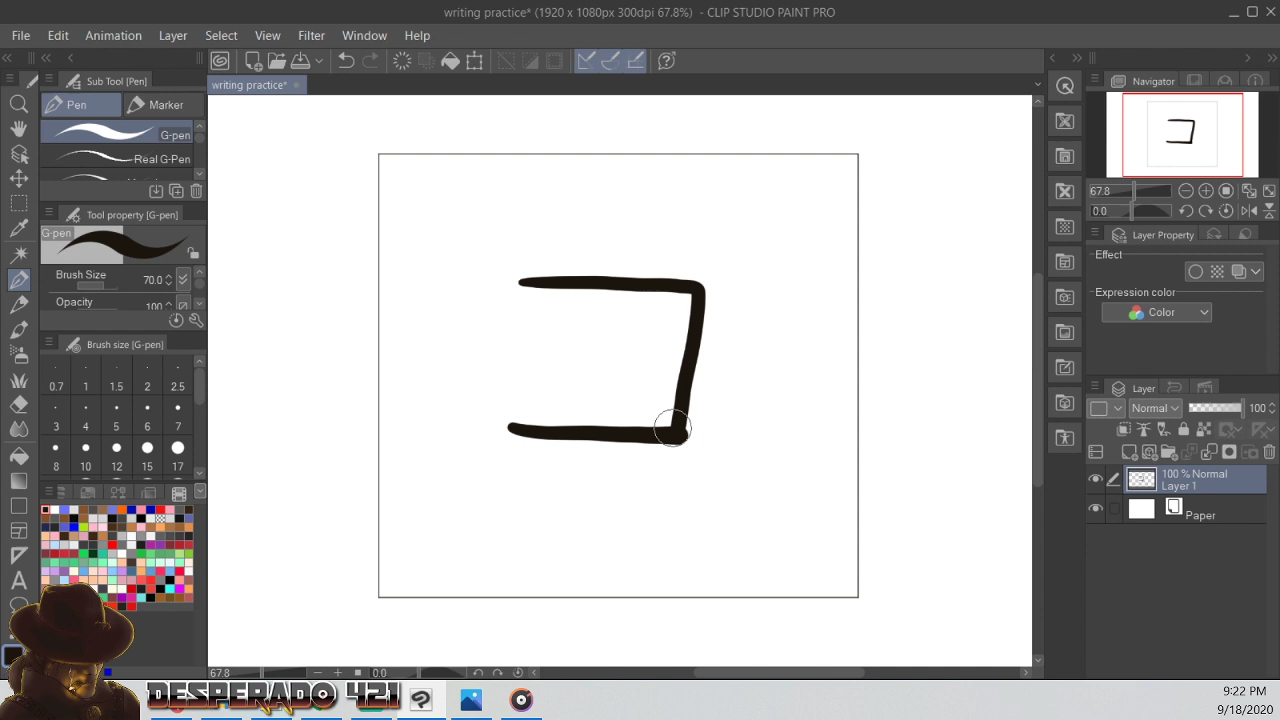 writing practice* (1920 x 1080px 300dpi 67.8%) - CLIP STUDIO PAINT PRO
File Edit Animation Layer Select View Filter Window Help
Sub Tool [Pen]
writing practice*
Navigator
Pen Marker
G-pen
Real G-Pen
67.8
0.0
Tool property [G-pen]
G-pen
Layer Property
Effect
Brush Size 70.0
Opacity 100
Expression color
Color
Brush size [G-pen]
0.7 1 1.5 2 2.5
3 4 5 6 7
8 10 12 15 17
Layer
Normal 100
100 % Normal
Layer 1
Paper
コ
67.8 0.0
DESPERADO 421
9:22 PM
9/18/2020